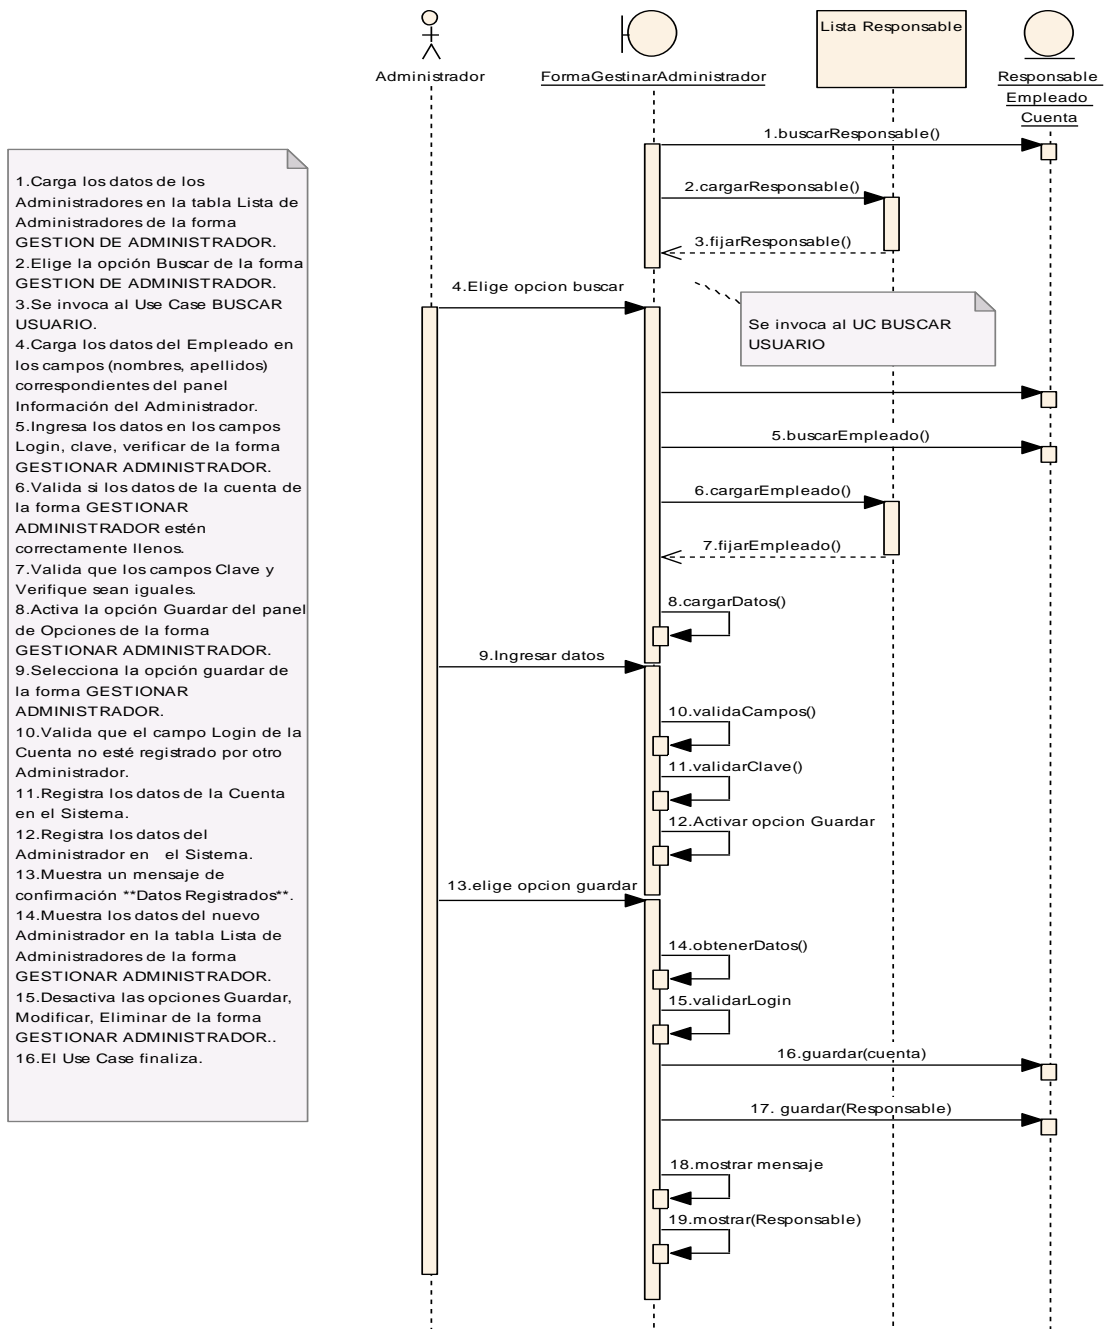 Administrador
FormaGestinarAdministrador
Lista Responsable
Responsable
Empleado
Cuenta
1.Carga los datos de los
Administradores en la tabla Lista de
Administradores de la forma
GESTION DE ADMINISTRADOR.
2.Elige la opción Buscar de la forma
GESTION DE ADMINISTRADOR.
3.Se invoca al Use Case BUSCAR
USUARIO.
4.Carga los datos del Empleado en
los campos (nombres, apellidos)
correspondientes del panel
Información del Administrador.
5.Ingresa los datos en los campos
Login, clave, verificar de la forma
GESTIONAR ADMINISTRADOR.
6.Valida si los datos de la cuenta de
la forma GESTIONAR
ADMINISTRADOR estén
correctamente llenos.
7.Valida que los campos Clave y
Verifique sean iguales.
8.Activa la opción Guardar del panel
de Opciones de la forma
GESTIONAR ADMINISTRADOR.
9.Selecciona la opción guardar de
la forma GESTIONAR
ADMINISTRADOR.
10.Valida que el campo Login de la
Cuenta no esté registrado por otro
Administrador.
11.Registra los datos de la Cuenta
en el Sistema.
12.Registra los datos del
Administrador en el Sistema.
13.Muestra un mensaje de
confirmación **Datos Registrados**.
14.Muestra los datos del nuevo
Administrador en la tabla Lista de
Administradores de la forma
GESTIONAR ADMINISTRADOR.
15.Desactiva las opciones Guardar,
Modificar, Eliminar de la forma
GESTIONAR ADMINISTRADOR..
16.El Use Case finaliza.
1.buscarResponsable()
2.cargarResponsable()
3.fijarResponsable()
4.Elige opcion buscar
Se invoca al UC BUSCAR
USUARIO
5.buscarEmpleado()
6.cargarEmpleado()
7.fijarEmpleado()
8.cargarDatos()
9.Ingresar datos
10.validaCampos()
11.validarClave()
12.Activar opcion Guardar
13.elige opcion guardar
14.obtenerDatos()
15.validarLogin
16.guardar(cuenta)
17. guardar(Responsable)
18.mostrar mensaje
19.mostrar(Responsable)